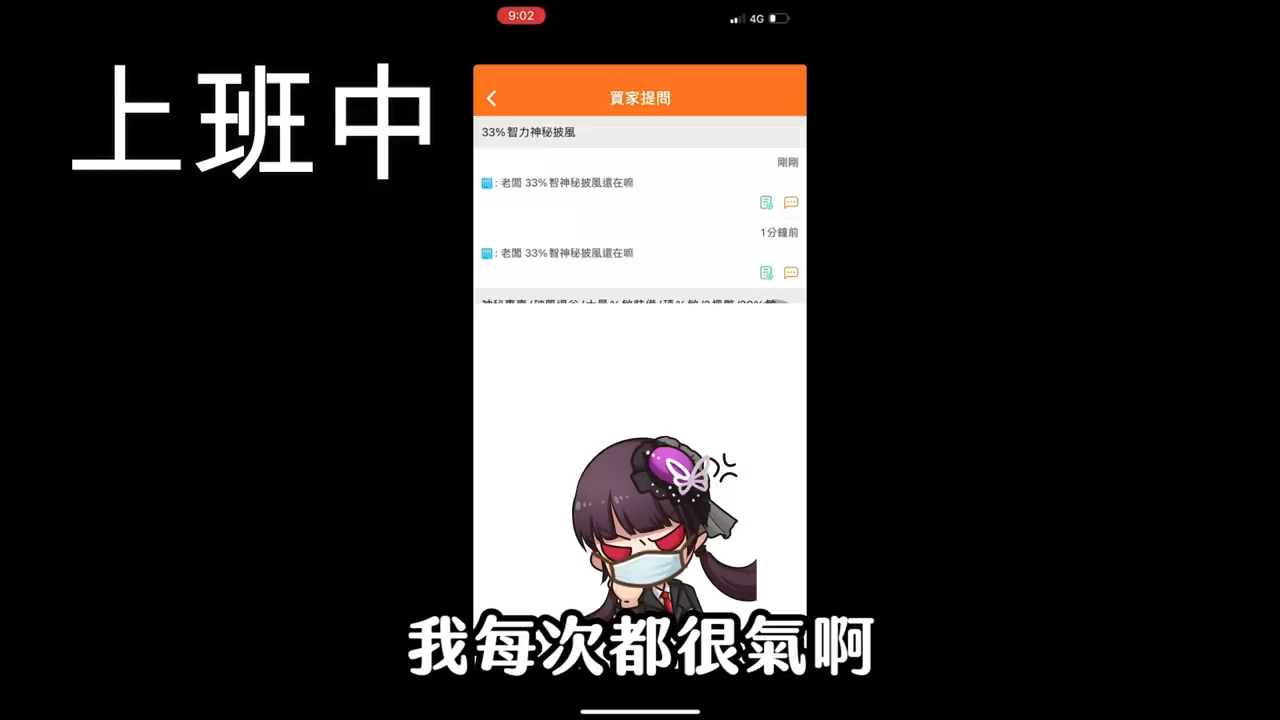 9:02
4G
上班中
買家提問
33%智力神秘披風
剛剛
: 老闆 33%智神秘披風還在嘛
1分鐘前
: 老闆 33%智神秘披風還在嘛
我每次都很氣啊